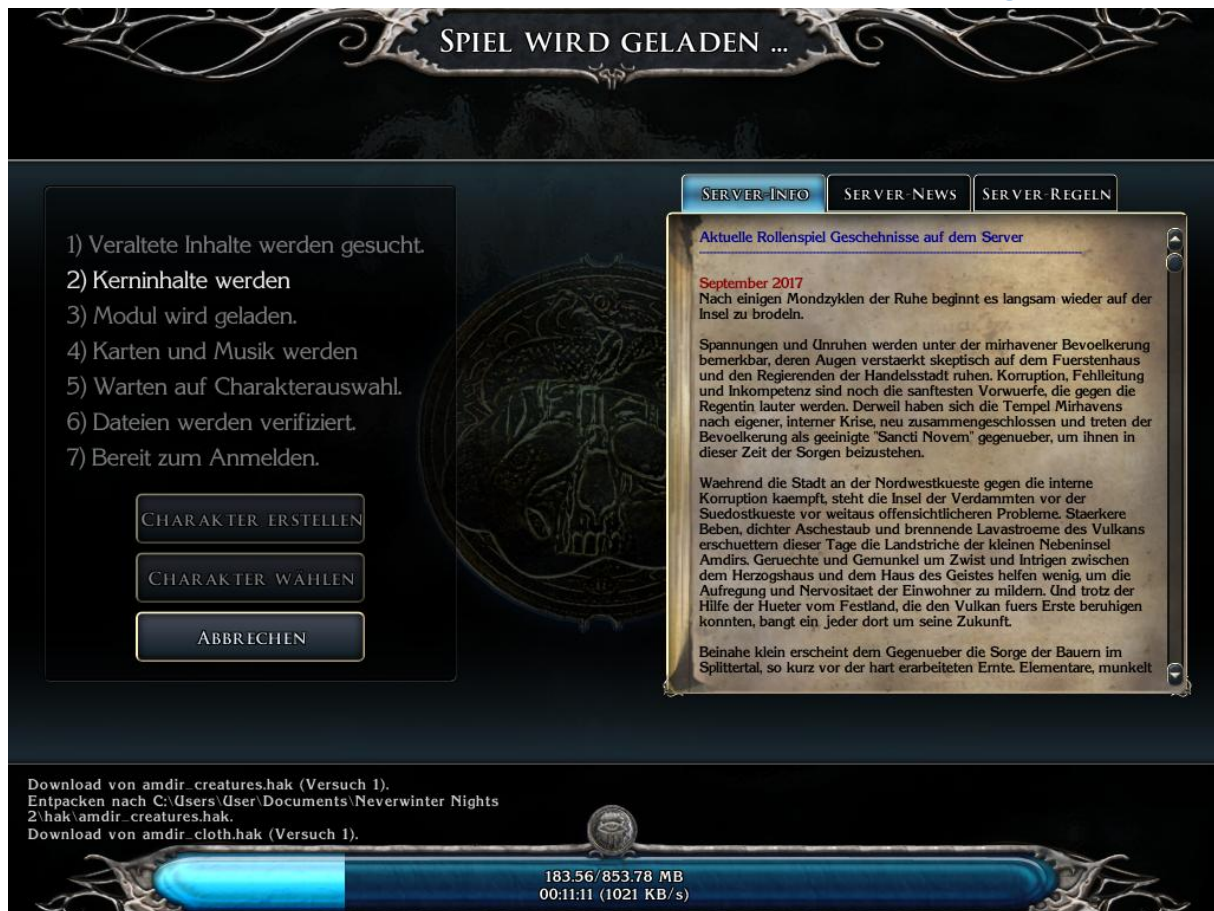 SPIEL WIRD GELADEN ...
1) Veraltete Inhalte werden gesucht.
2) Kerninhalte werden
3) Modul wird geladen.
4) Karten und Musik werden
5) Warten auf Charakterauswahl.
6) Dateien werden verifiziert.
7) Bereit zum Anmelden.
CHARAKTER ERSTELLEN
CHARAKTER WÄHLEN
ABBRECHEN
SERVER-INFO
SERVER-NEWS
SERVER-REGELN
Aktuelle Rollenspiel Geschehnisse auf dem Server
September 2017
Nach einigen Mondzyklen der Ruhe beginnt es langsam wieder auf der
Insel zu brodeln.
Spannungen und Unruhen werden unter der mirhavener Bevoelkerung
bemerkbar, deren Augen verstaerkt skeptisch auf dem Fuerstenhaus
und den Regierenden der Handelsstadt ruhen. Korruption, Fehlleitung
und Inkompetenz sind noch die sanftesten Vorwuerfe, die gegen die
Regentin lauter werden. Derweil haben sich die Tempel Mirhavens
nach eigener, interner Krise, neu zusammengeschlossen und treten der
Bevoelkerung als geeinigte "Sancti Novem" gegenueber, um ihnen in
dieser Zeit der Sorgen beizustehen.
Waehrend die Stadt an der Nordwestkueste gegen die interne
Korruption kaempft, steht die Insel der Verdammten vor der
Suedostkueste vor weitaus offensichtlicheren Probleme. Staerkere
Beben, dichter Aschestaub und brennende Lavastroeme des Vulkans
erschuettern dieser Tage die Landstriche der kleinen Nebeninsel
Amdirs. Geruechte und Gemunkel um Zwist und Intrigen zwischen
dem Herzogshaus und dem Haus des Geistes helfen wenig, um die
Aufregung und Nervositaet der Einwohner zu mildern. Und trotz der
Hilfe der Hueter vom Festland, die den Vulkan fuers Erste beruhigen
konnten, bangt ein jeder dort um seine Zukunft.
Beinahe klein erscheint dem Gegenueber die Sorge der Bauern im
Splittertal, so kurz vor der hart erarbeiteten Ernte. Elementare, munkelt
Download von amdir_creatures.hak (Versuch 1).
Entpacken nach C:\Users\User\Documents\Neverwinter Nights
2\hak\amdir_creatures.hak.
Download von amdir_cloth.hak (Versuch 1).
183.56/853.78 MB
00:11:11 (1021 KB/s)